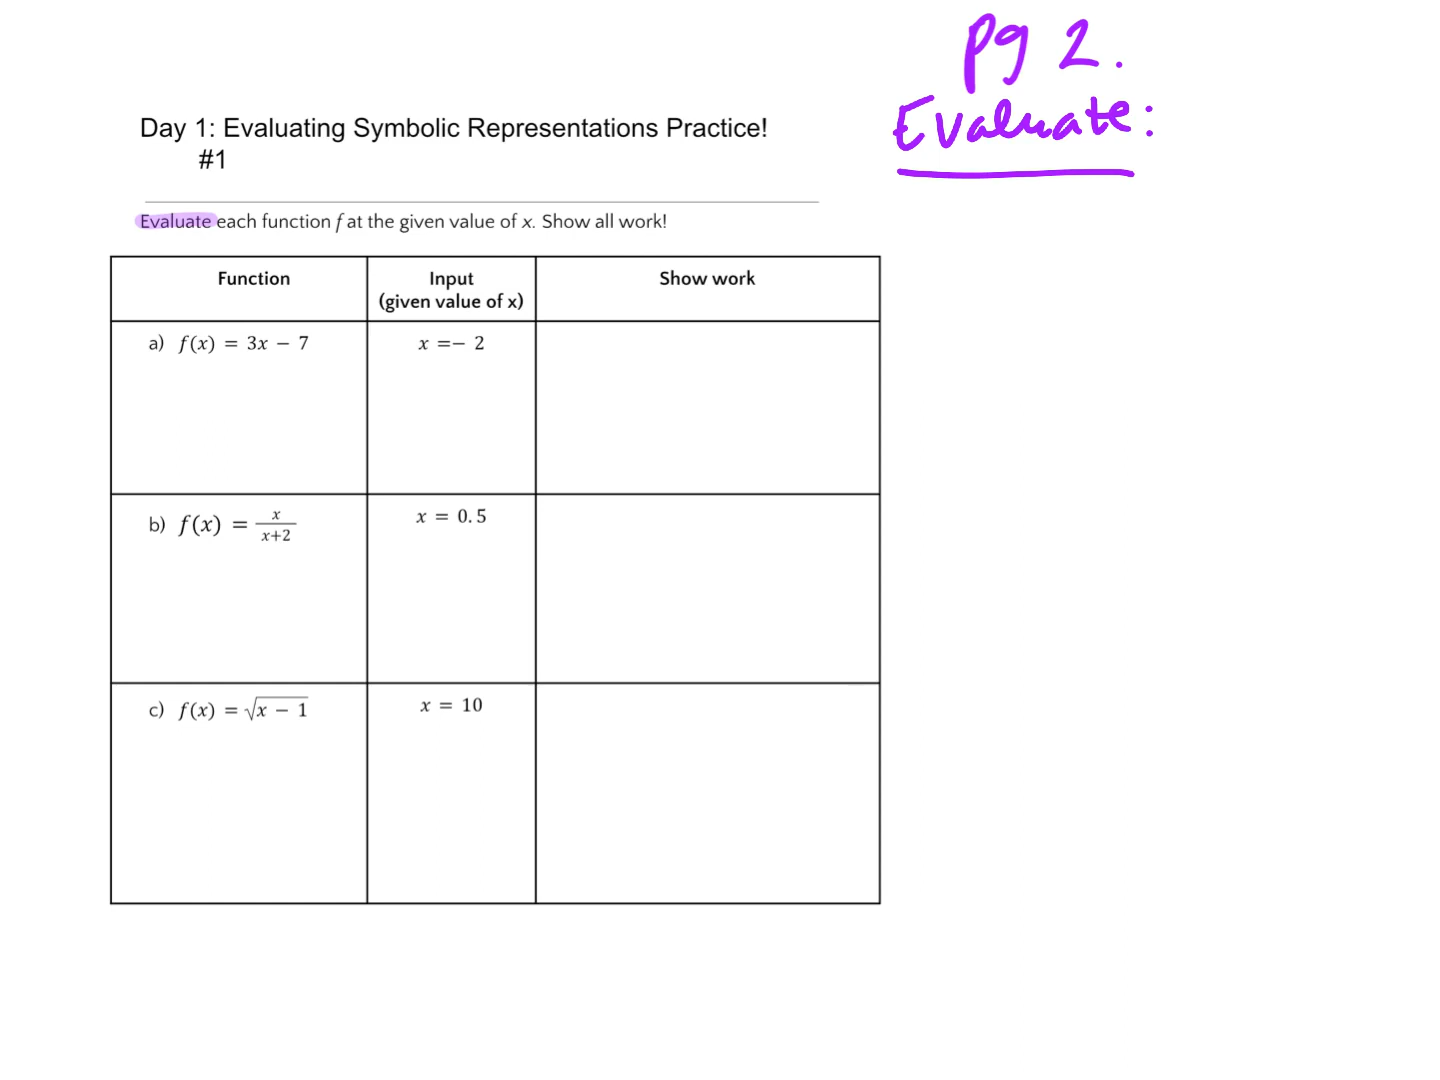 pg 2.
Evaluate:
Day 1: Evaluating Symbolic Representations Practice!
#1
Evaluate each function f at the given value of x. Show all work!
Function
Input
(given value of x)
Show work
a) f(x) = 3x − 7
x =− 2
b) f(x) = x/(x+2)
x = 0.5
c) f(x) = √(x − 1)
x = 10